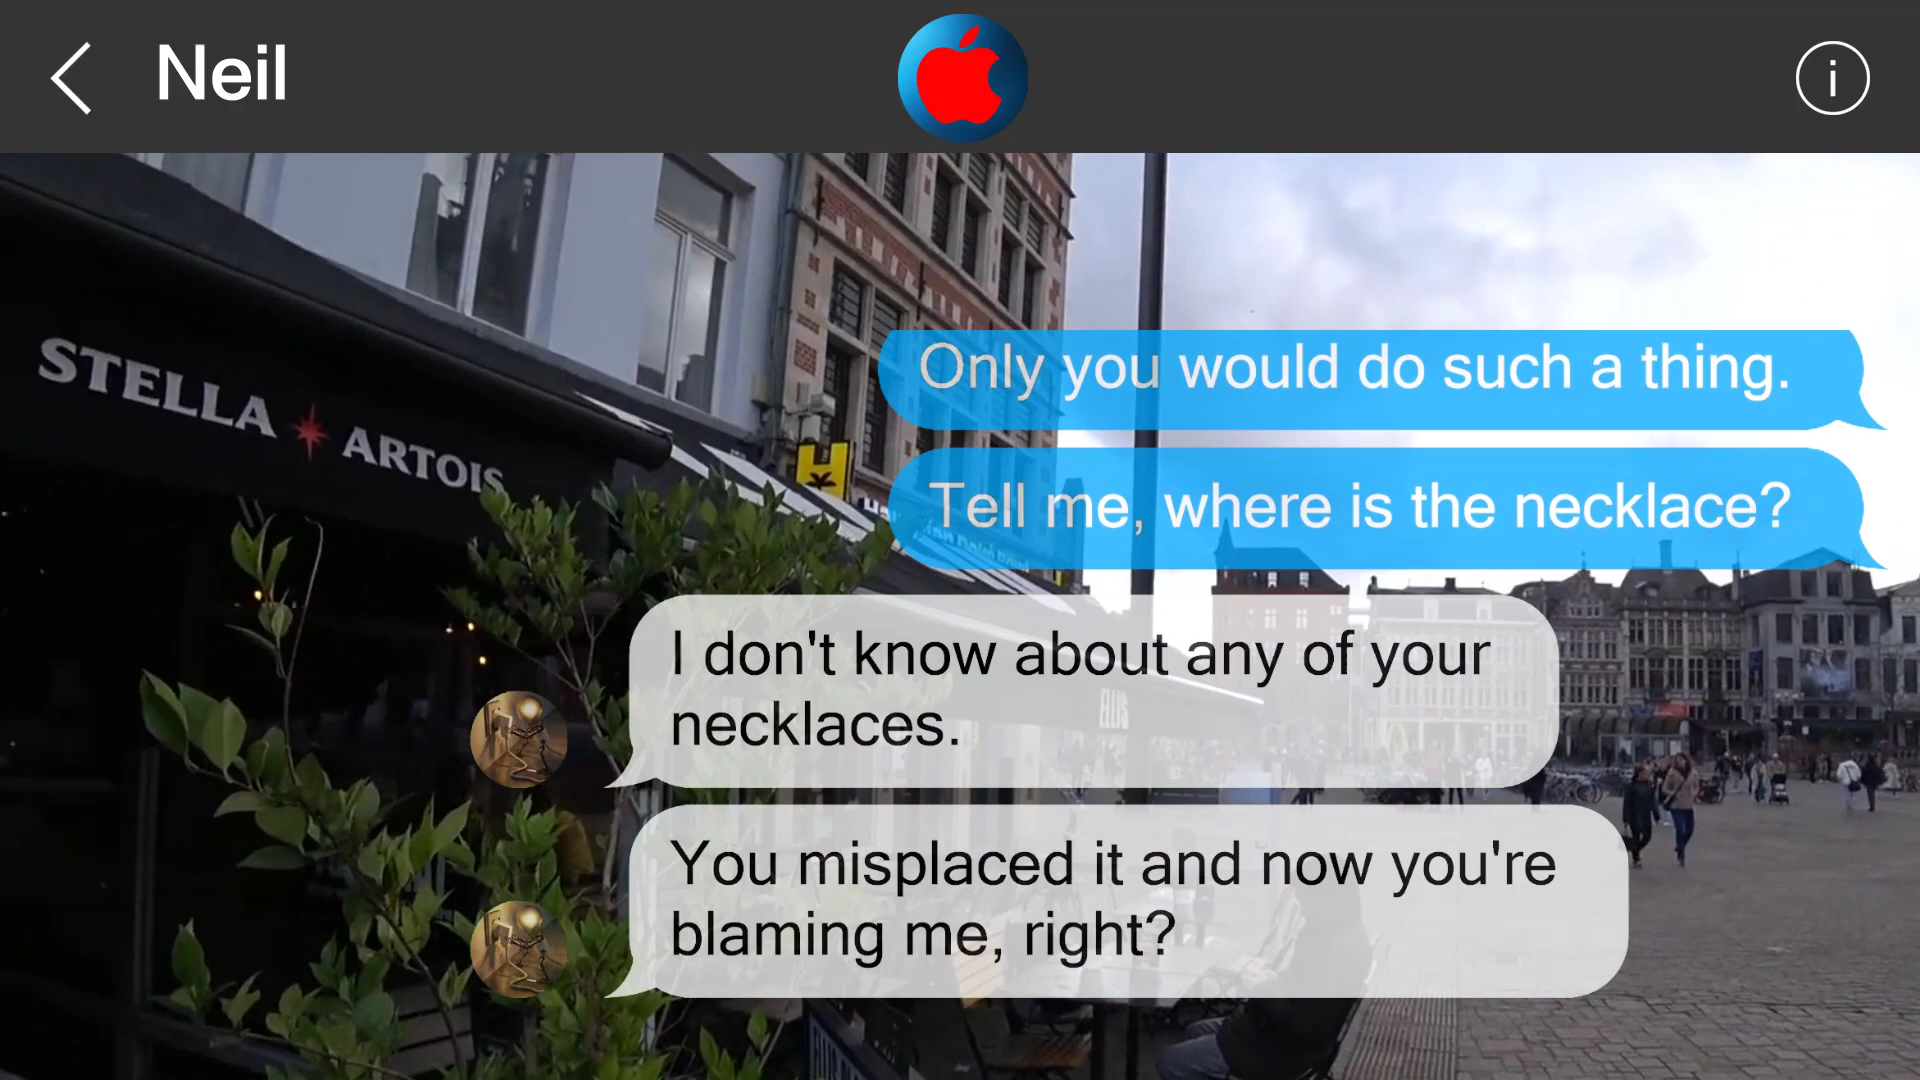 Neil
STELLA ARTOIS
Only you would do such a thing.
Tell me, where is the necklace?
I don't know about any of your
necklaces.
ELLIS
You misplaced it and now you're
blaming me, right?